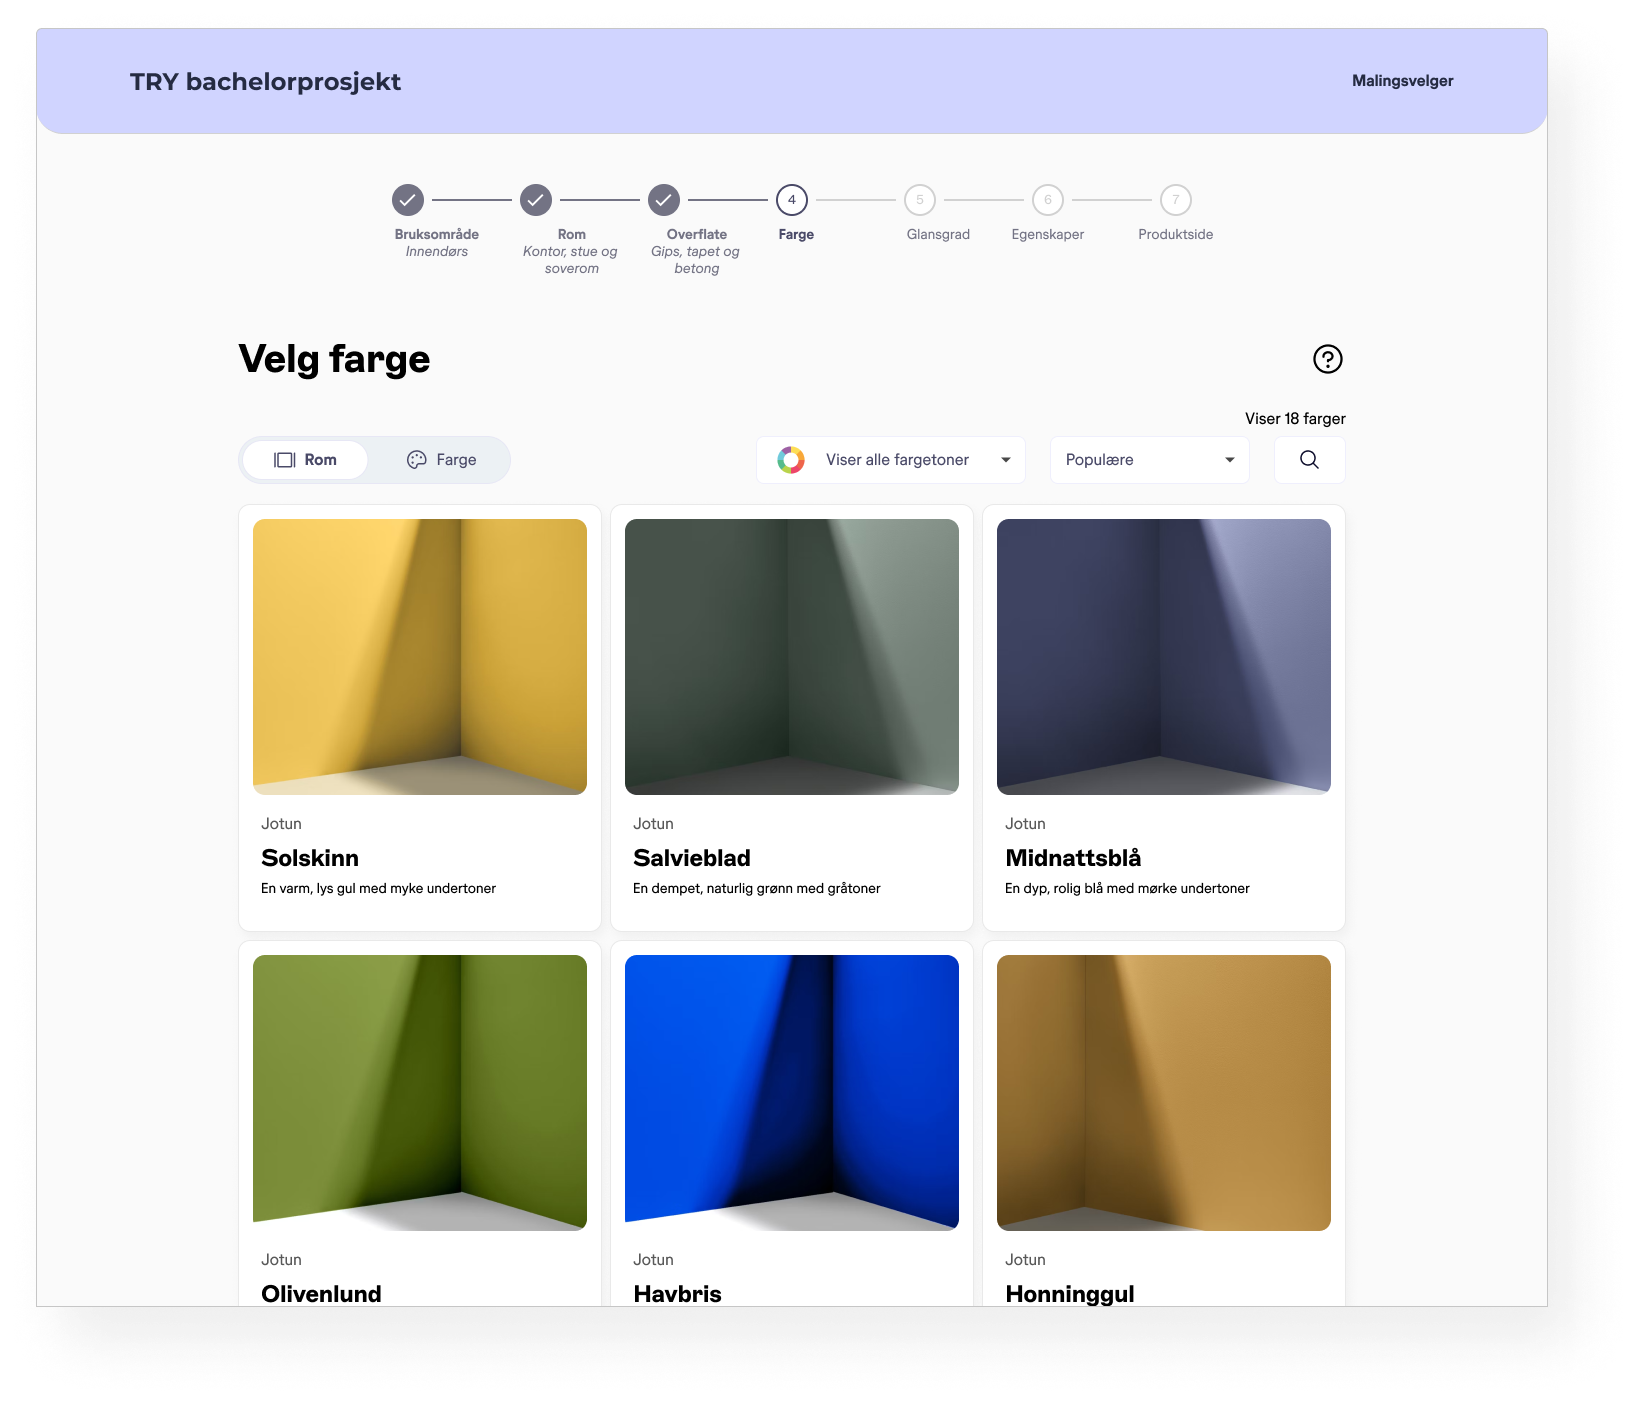 TRY bachelorprosjekt
Malingsvelger
4
5
6
7
Bruksområde
Innendørs
Rom
Kontor, stue og
soverom
Overflate
Gips, tapet og
betong
Farge
Glansgrad
Egenskaper
Produktside
Velg farge
?
Viser 18 farger
Rom
Farge
Viser alle fargetoner
Populære
Jotun
Solskinn
En varm, lys gul med myke undertoner
Jotun
Salvieblad
En dempet, naturlig grønn med gråtoner
Jotun
Midnattsblå
En dyp, rolig blå med mørke undertoner
Jotun
Olivenlund
Jotun
Havbris
Jotun
Honninggul